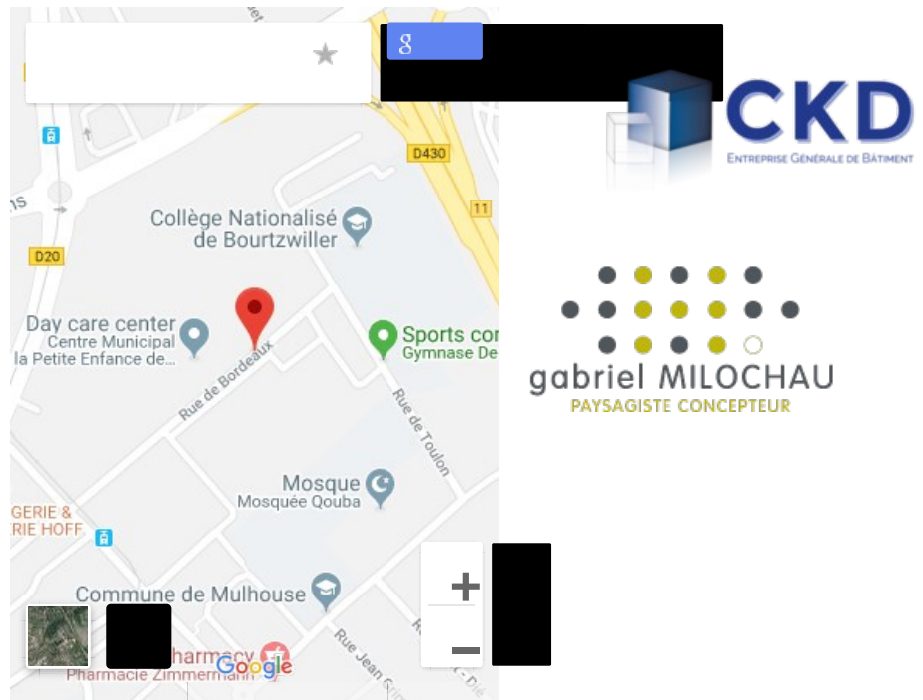 g
CKD
ENTREPRISE GÉNÉRALE DE BÂTIMENT
D430
11
D20
Collège Nationalisé
de Bourtzwiller
Day care center
Centre Municipal
la Petite Enfance de...
Sports
Gymnase De
Rue de Bordeaux
Rue de Toulon
gabriel MILOCHAU
PAYSAGISTE CONCEPTEUR
Mosque
Mosquée Qouba
GERIE &
RIE HOFF
+
Commune de Mulhouse
−
harmacy
Google
Pharmacie Zimmermann
Rue Jean